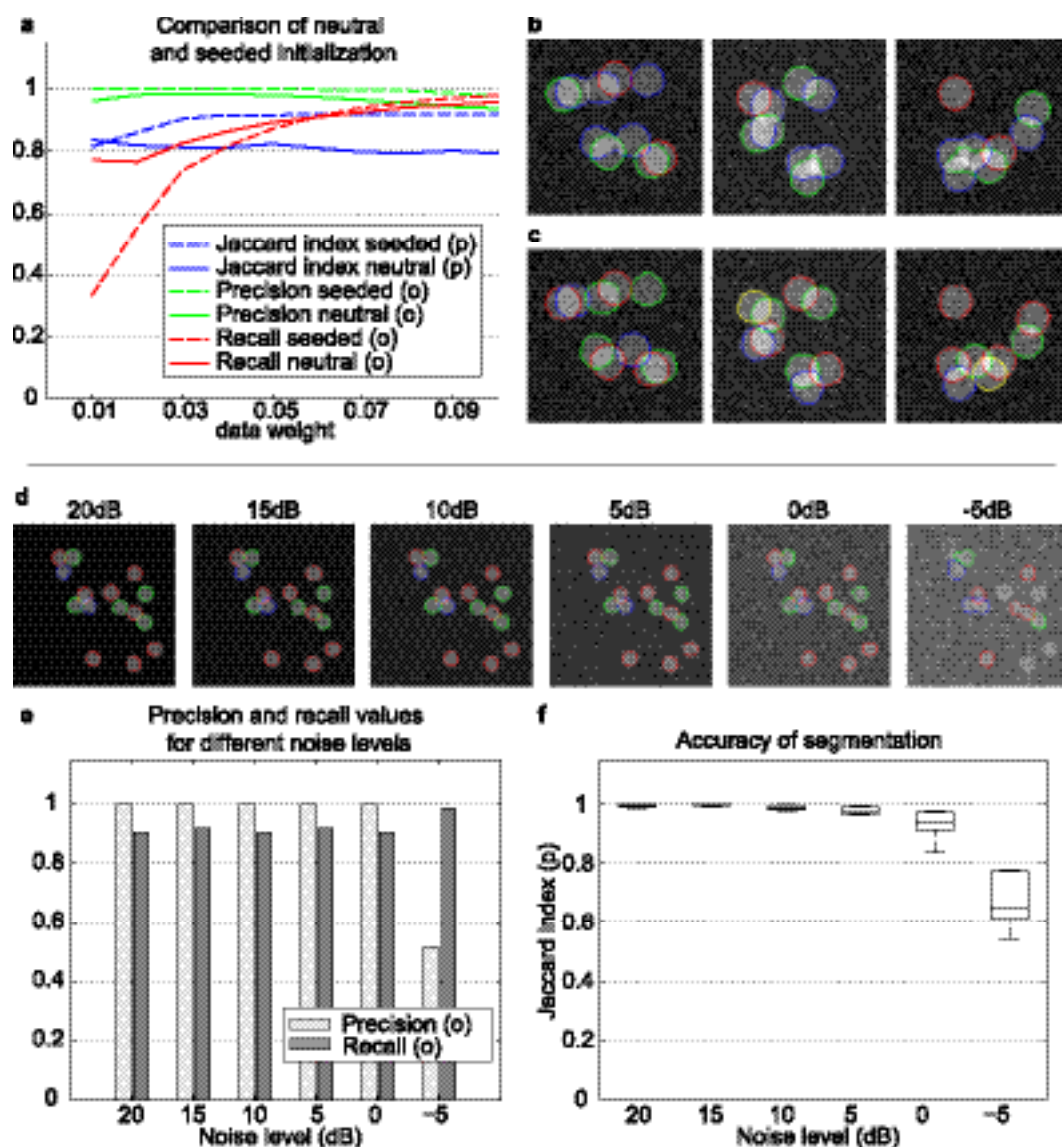 a
Comparison of neutral
and seeded initialization
1
0.8
0.6
0.4
0.2
0
Jaccard index seeded (p)
Jaccard index neutral (p)
Precision seeded (o)
Precision neutral (o)
Recall seeded (o)
Recall neutral (o)
0.01 0.03 0.05 0.07 0.09
data weight
b
c
d
20dB 15dB 10dB 5dB 0dB -5dB
e
Precision and recall values
for different noise levels
1
0.8
0.6
0.4
0.2
0
Precision (o)
Recall (o)
20 15 10 5 0 -5
Noise level (dB)
f
Accuracy of segmentation
Jaccard index (p)
1
0.8
0.6
0.4
0.2
0
20 15 10 5 0 -5
Noise level (dB)